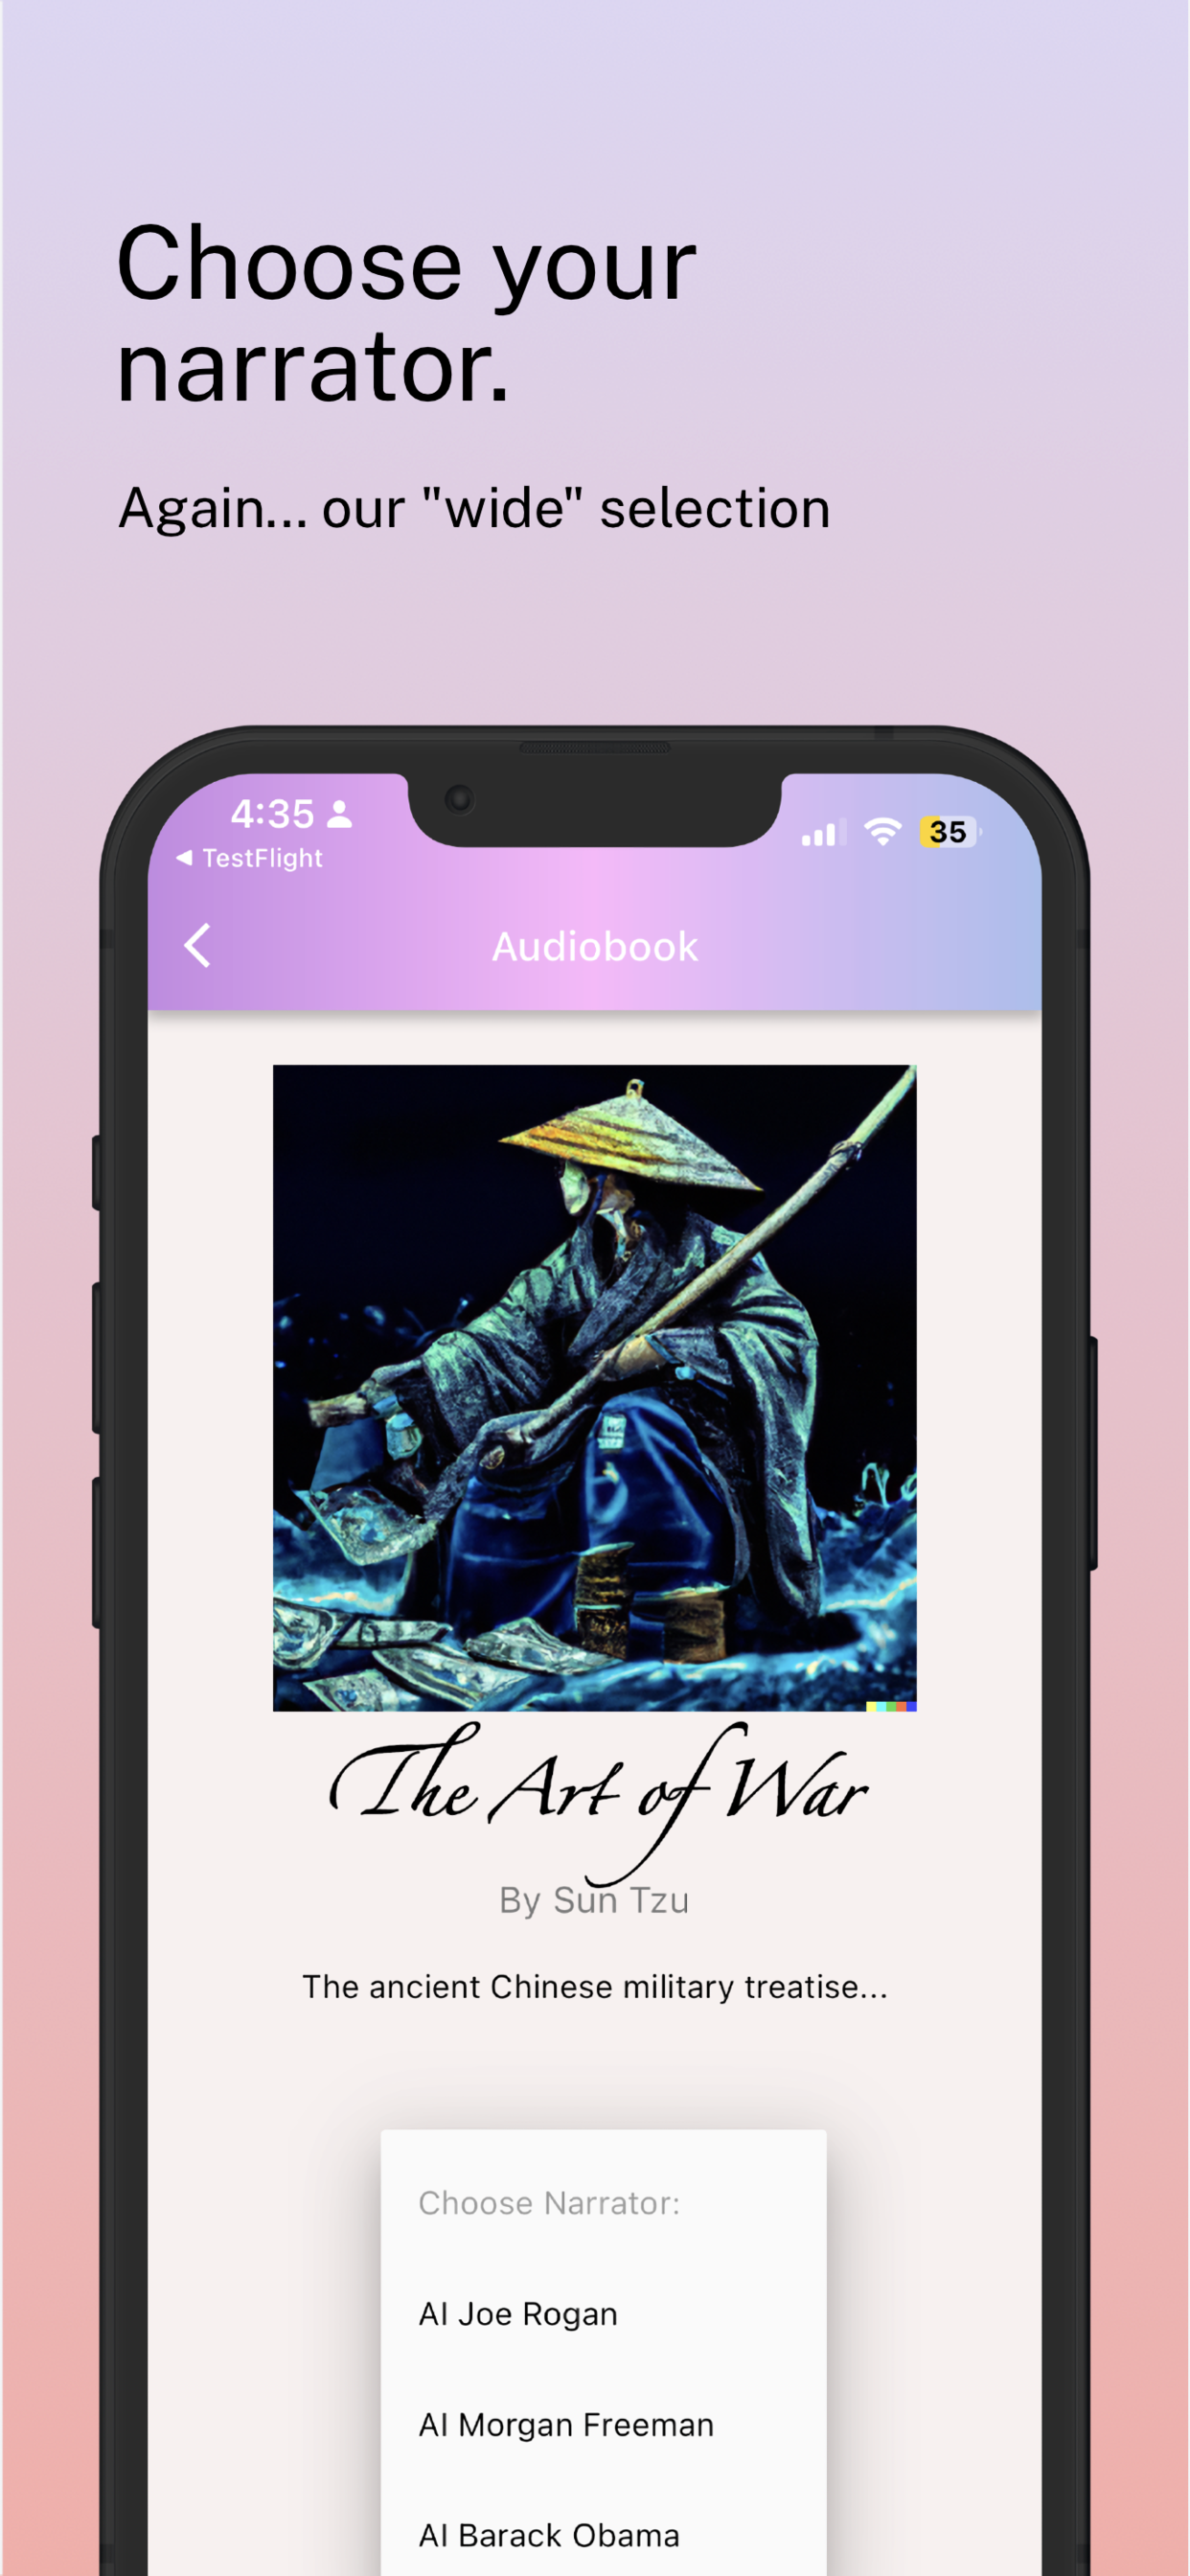 Choose your
narrator.
Again... our "wide" selection
4:35
35
TestFlight
Audiobook
The Art of War
By Sun Tzu
The ancient Chinese military treatise...
Choose Narrator:
AI Joe Rogan
AI Morgan Freeman
AI Barack Obama